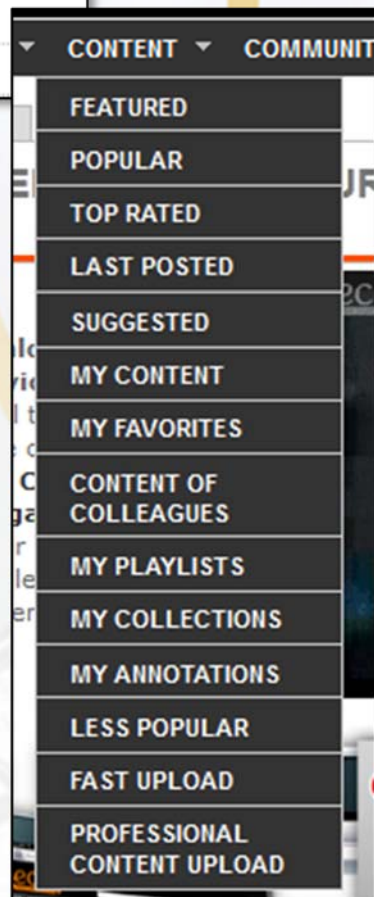 CONTENT COMMUNIT
FEATURED
POPULAR
TOP RATED
LAST POSTED
SUGGESTED
MY CONTENT
MY FAVORITES
CONTENT OF
COLLEAGUES
MY PLAYLISTS
MY COLLECTIONS
MY ANNOTATIONS
LESS POPULAR
FAST UPLOAD
PROFESSIONAL
CONTENT UPLOAD